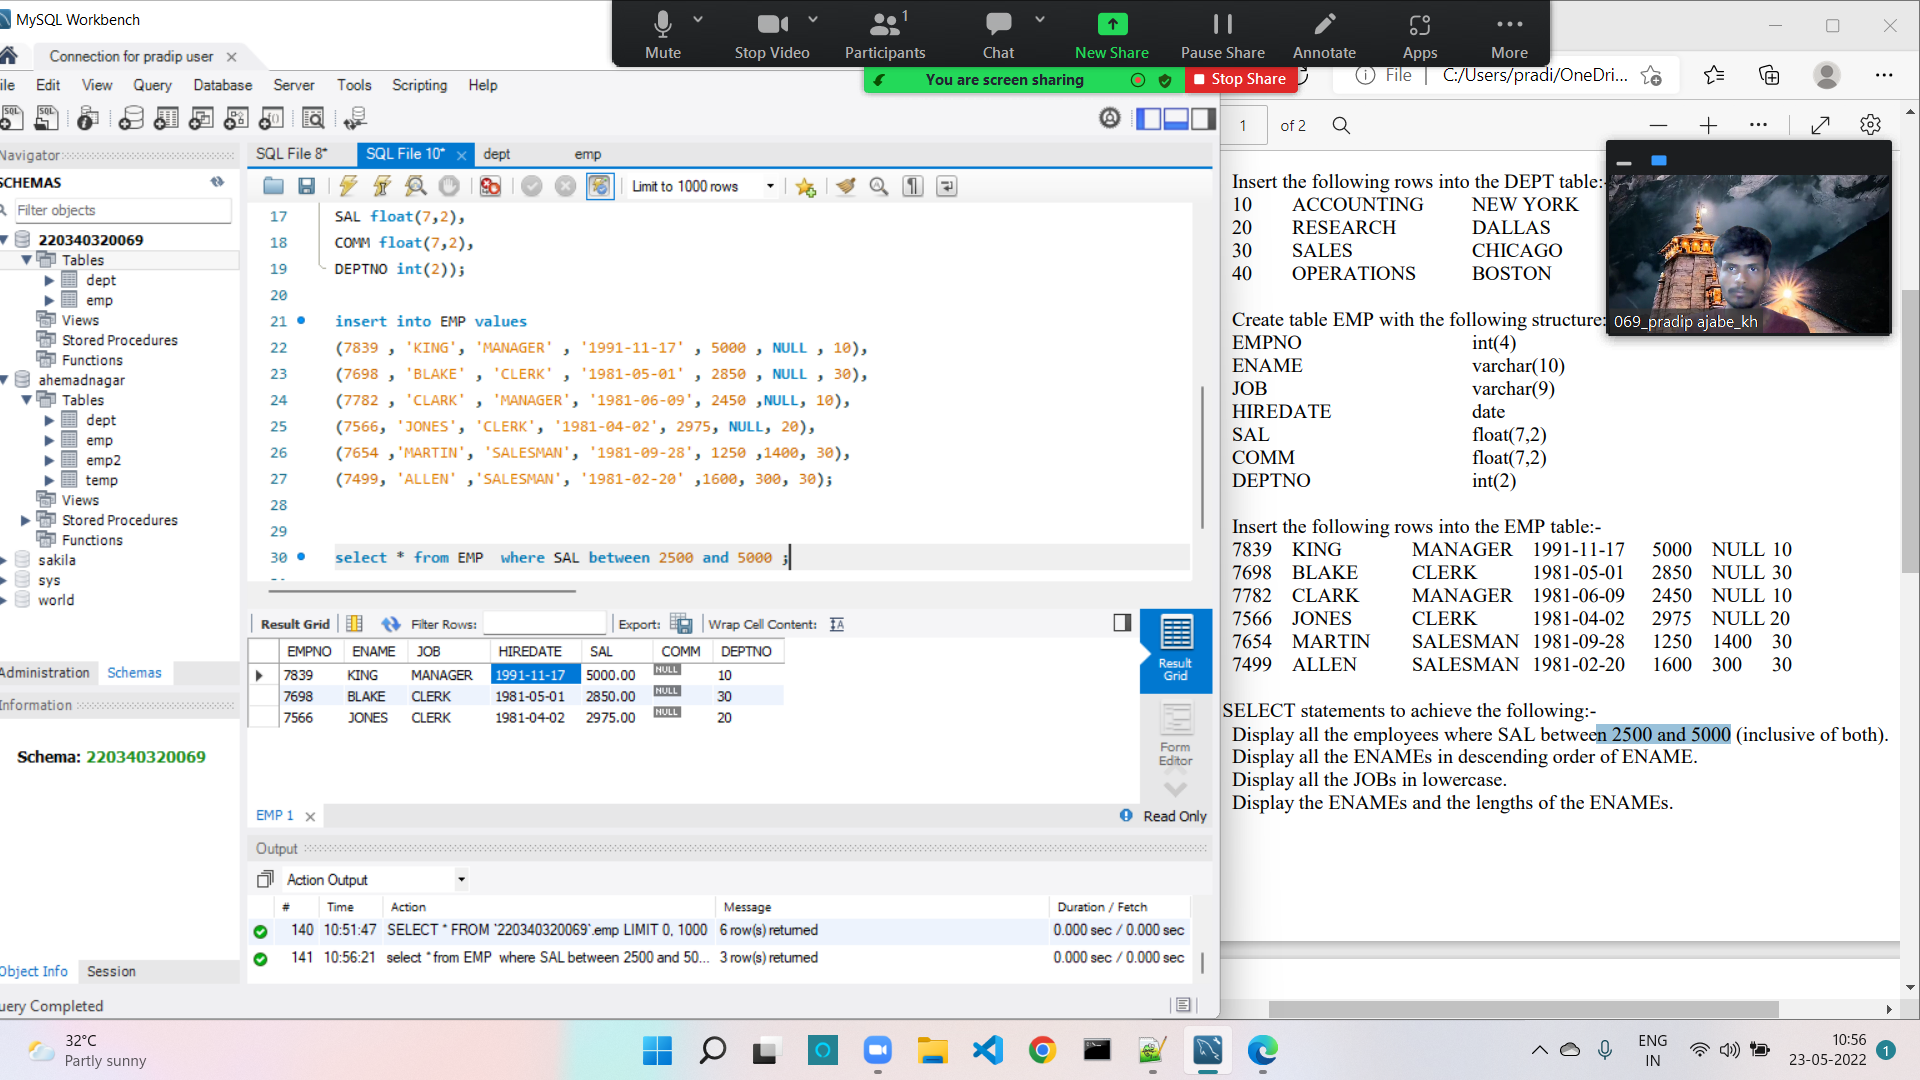 MySQL Workbench
Connection for pradip user
ile Edit View Query Database Server Tools Scripting Help
Mute Stop Video Participants 1 Chat New Share Pause Share Annotate Apps More
You are screen sharing Stop Share
File C:/Users/pradi/OneDri...
1 of 2
Navigator
SCHEMAS
Filter objects
220340320069
Tables
dept
emp
Views
Stored Procedures
Functions
ahemadnagar
Tables
dept
emp
emp2
temp
Views
Stored Procedures
Functions
sakila
sys
world
Administration Schemas
Information
Schema: 220340320069
Object Info Session
uery Completed
SQL File 8* SQL File 10* dept emp
Limit to 1000 rows
17 SAL float(7,2),
18 COMM float(7,2),
19 DEPTNO int(2));
20
21 insert into EMP values
22 (7839 , 'KING', 'MANAGER' , '1991-11-17' , 5000 , NULL , 10),
23 (7698 , 'BLAKE' , 'CLERK' , '1981-05-01' , 2850 , NULL , 30),
24 (7782 , 'CLARK' , 'MANAGER', '1981-06-09', 2450 ,NULL, 10),
25 (7566, 'JONES', 'CLERK', '1981-04-02', 2975, NULL, 20),
26 (7654 ,'MARTIN', 'SALESMAN', '1981-09-28', 1250 ,1400, 30),
27 (7499, 'ALLEN' ,'SALESMAN', '1981-02-20' ,1600, 300, 30);
28
29
30 select * from EMP where SAL between 2500 and 5000 ;
Result Grid Filter Rows: Export: Wrap Cell Content:
EMPNO ENAME JOB HIREDATE SAL COMM DEPTNO
7839 KING MANAGER 1991-11-17 5000.00 NULL 10
7698 BLAKE CLERK 1981-05-01 2850.00 NULL 30
7566 JONES CLERK 1981-04-02 2975.00 NULL 20
Result Grid
Form Editor
EMP 1 Read Only
Output
Action Output
# Time Action Message Duration / Fetch
140 10:51:47 SELECT * FROM `220340320069`.emp LIMIT 0, 1000 6 row(s) returned 0.000 sec / 0.000 sec
141 10:56:21 select * from EMP where SAL between 2500 and 50... 3 row(s) returned 0.000 sec / 0.000 sec
Insert the following rows into the DEPT table:-
10 ACCOUNTING NEW YORK
20 RESEARCH DALLAS
30 SALES CHICAGO
40 OPERATIONS BOSTON
069_pradip ajabe_kh
Create table EMP with the following structure:
EMPNO int(4)
ENAME varchar(10)
JOB varchar(9)
HIREDATE date
SAL float(7,2)
COMM float(7,2)
DEPTNO int(2)
Insert the following rows into the EMP table:-
7839 KING MANAGER 1991-11-17 5000 NULL 10
7698 BLAKE CLERK 1981-05-01 2850 NULL 30
7782 CLARK MANAGER 1981-06-09 2450 NULL 10
7566 JONES CLERK 1981-04-02 2975 NULL 20
7654 MARTIN SALESMAN 1981-09-28 1250 1400 30
7499 ALLEN SALESMAN 1981-02-20 1600 300 30
SELECT statements to achieve the following:-
Display all the employees where SAL between 2500 and 5000 (inclusive of both).
Display all the ENAMEs in descending order of ENAME.
Display all the JOBs in lowercase.
Display the ENAMEs and the lengths of the ENAMEs.
32°C
Partly sunny
ENG
IN
10:56
23-05-2022
1